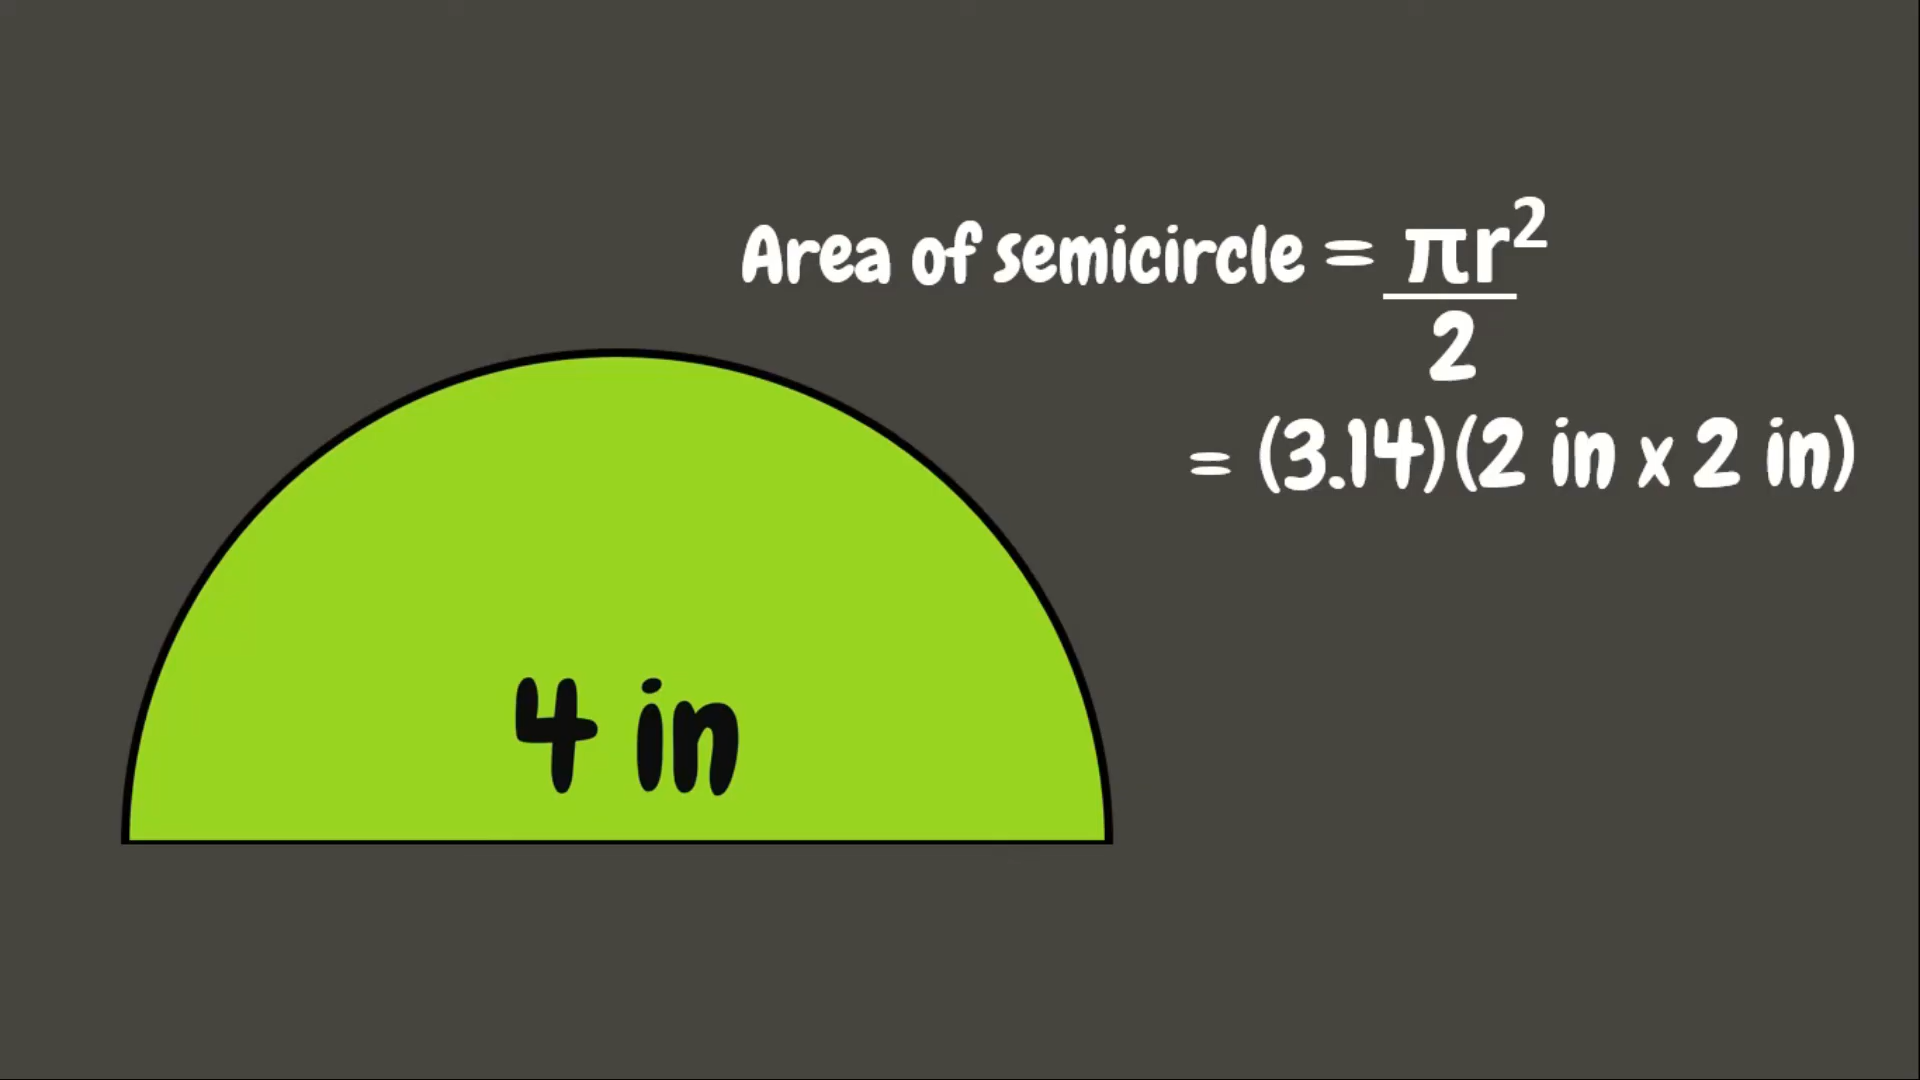 Area of semicircle = πr²
2
= (3.14)(2 in x 2 in)
4 in